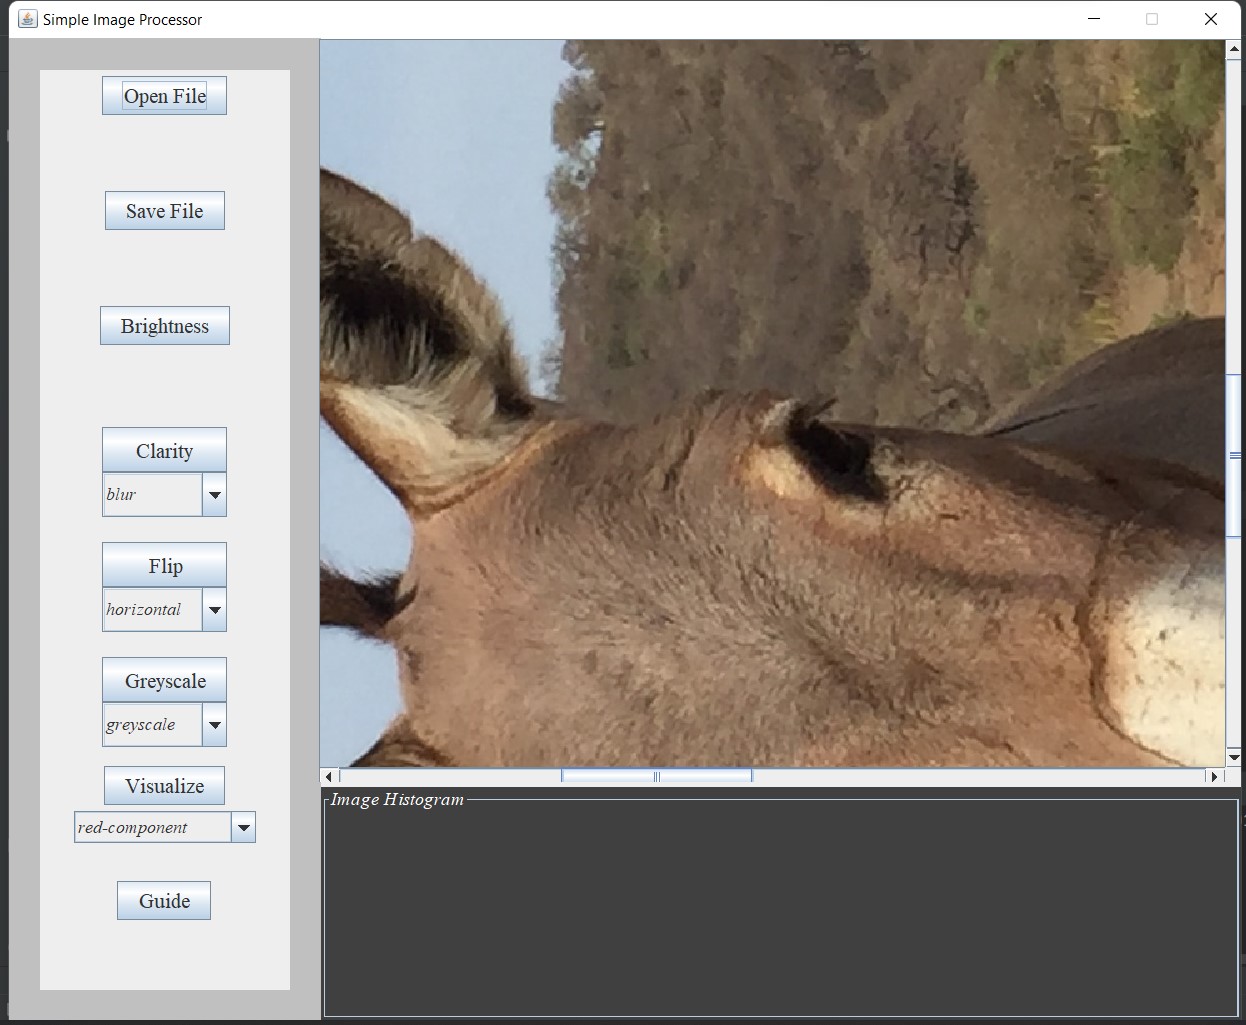 Simple Image Processor
Open File
Save File
Brightness
Clarity
blur
Flip
horizontal
Greyscale
greyscale
Visualize
red-component
Guide
Image Histogram